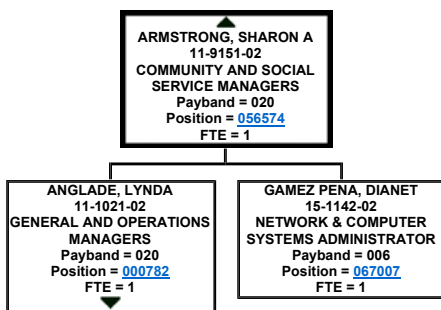 ARMSTRONG, SHARON A
11-9151-02
COMMUNITY AND SOCIAL
SERVICE MANAGERS
Payband = 020
Position = 056574
FTE = 1
ANGLADE, LYNDA
11-1021-02
GENERAL AND OPERATIONS
MANAGERS
Payband = 020
Position = 000782
FTE = 1
GAMEZ PENA, DIANET
15-1142-02
NETWORK & COMPUTER
SYSTEMS ADMINISTRATOR
Payband = 006
Position = 067007
FTE = 1